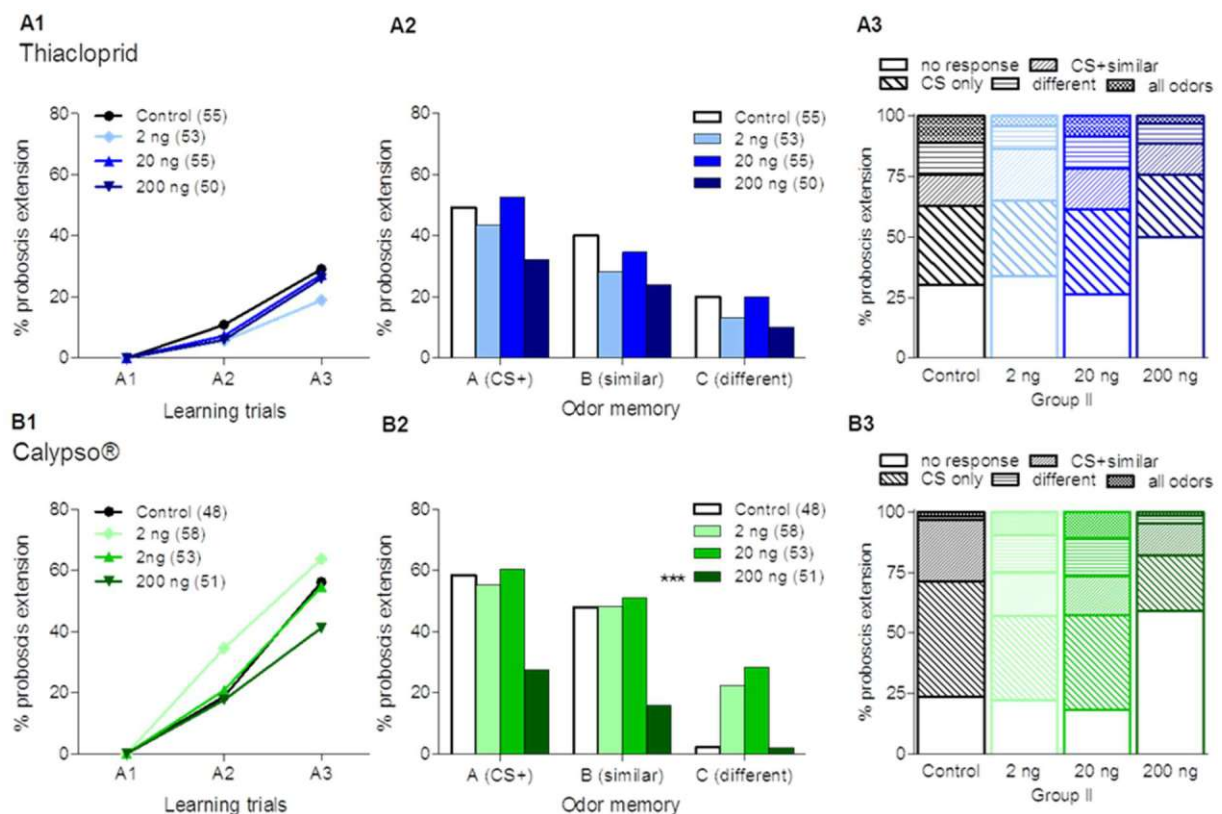 A1
Thiacloprid
% proboscis extension
80
60
40
20
0
Control (55)
2 ng (53)
20 ng (55)
200 ng (50)
A1 A2 A3
Learning trials
A2
% proboscis extension
80
60
40
20
0
Control (55)
2 ng (53)
20 ng (55)
200 ng (50)
A (CS+) B (similar) C (different)
Odor memory
A3
no response CS+similar
CS only different all odors
% proboscis extension
100
75
50
25
0
Control 2 ng 20 ng 200 ng
Group II
B1
Calypso®
% proboscis extension
80
60
40
20
0
Control (48)
2 ng (58)
2ng (53)
200 ng (51)
A1 A2 A3
Learning trials
B2
% proboscis extension
80
60
40
20
0
Control (48)
2 ng (58)
20 ng (53)
*** 200 ng (51)
A (CS+) B (similar) C (different)
Odor memory
B3
no response CS+similar
CS only different all odors
% proboscis extension
100
75
50
25
0
Control 2 ng 20 ng 200 ng
Group II